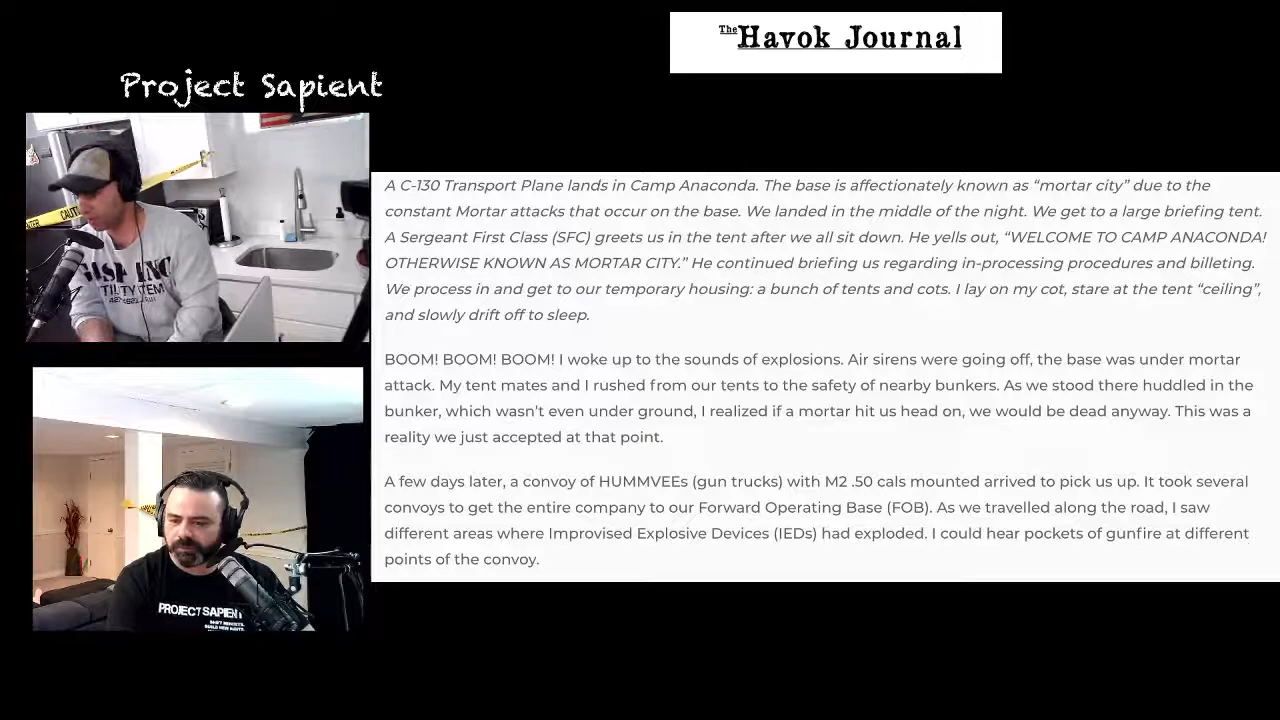 The Havok Journal
Project Sapient
A C-130 Transport Plane lands in Camp Anaconda. The base is affectionately known as “mortar city” due to the
constant Mortar attacks that occur on the base. We landed in the middle of the night. We get to a large briefing tent.
A Sergeant First Class (SFC) greets us in the tent after we all sit down. He yells out, “WELCOME TO CAMP ANACONDA!
OTHERWISE KNOWN AS MORTAR CITY.” He continued briefing us regarding in-processing procedures and billeting.
We process in and get to our temporary housing: a bunch of tents and cots. I lay on my cot, stare at the tent “ceiling”,
and slowly drift off to sleep.
BOOM! BOOM! BOOM! I woke up to the sounds of explosions. Air sirens were going off, the base was under mortar
attack. My tent mates and I rushed from our tents to the safety of nearby bunkers. As we stood there huddled in the
bunker, which wasn’t even under ground, I realized if a mortar hit us head on, we would be dead anyway. This was a
reality we just accepted at that point.
A few days later, a convoy of HUMMVEEs (gun trucks) with M2 .50 cals mounted arrived to pick us up. It took several
convoys to get the entire company to our Forward Operating Base (FOB). As we travelled along the road, I saw
different areas where Improvised Explosive Devices (IEDs) had exploded. I could hear pockets of gunfire at different
points of the convoy.
PROJECT SAPIENT